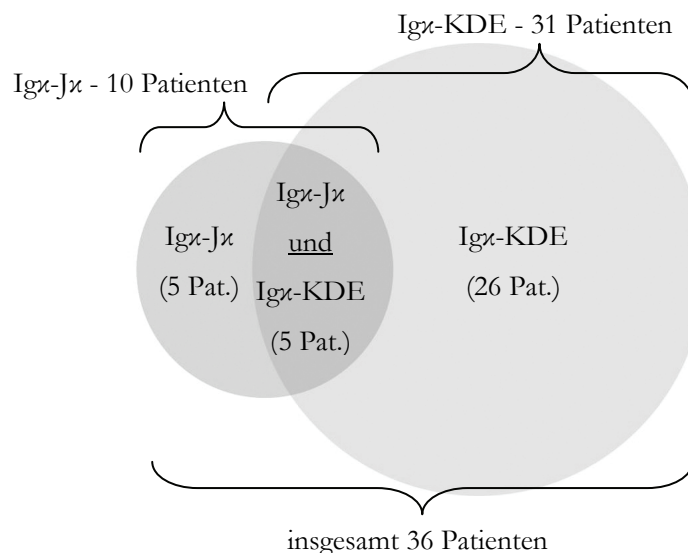 Igϰ-KDE - 31 Patienten
Igϰ-Jϰ - 10 Patienten
Igϰ-Jϰ
(5 Pat.)
Igϰ-Jϰ
und
Igϰ-KDE
(5 Pat.)
Igϰ-KDE
(26 Pat.)
insgesamt 36 Patienten